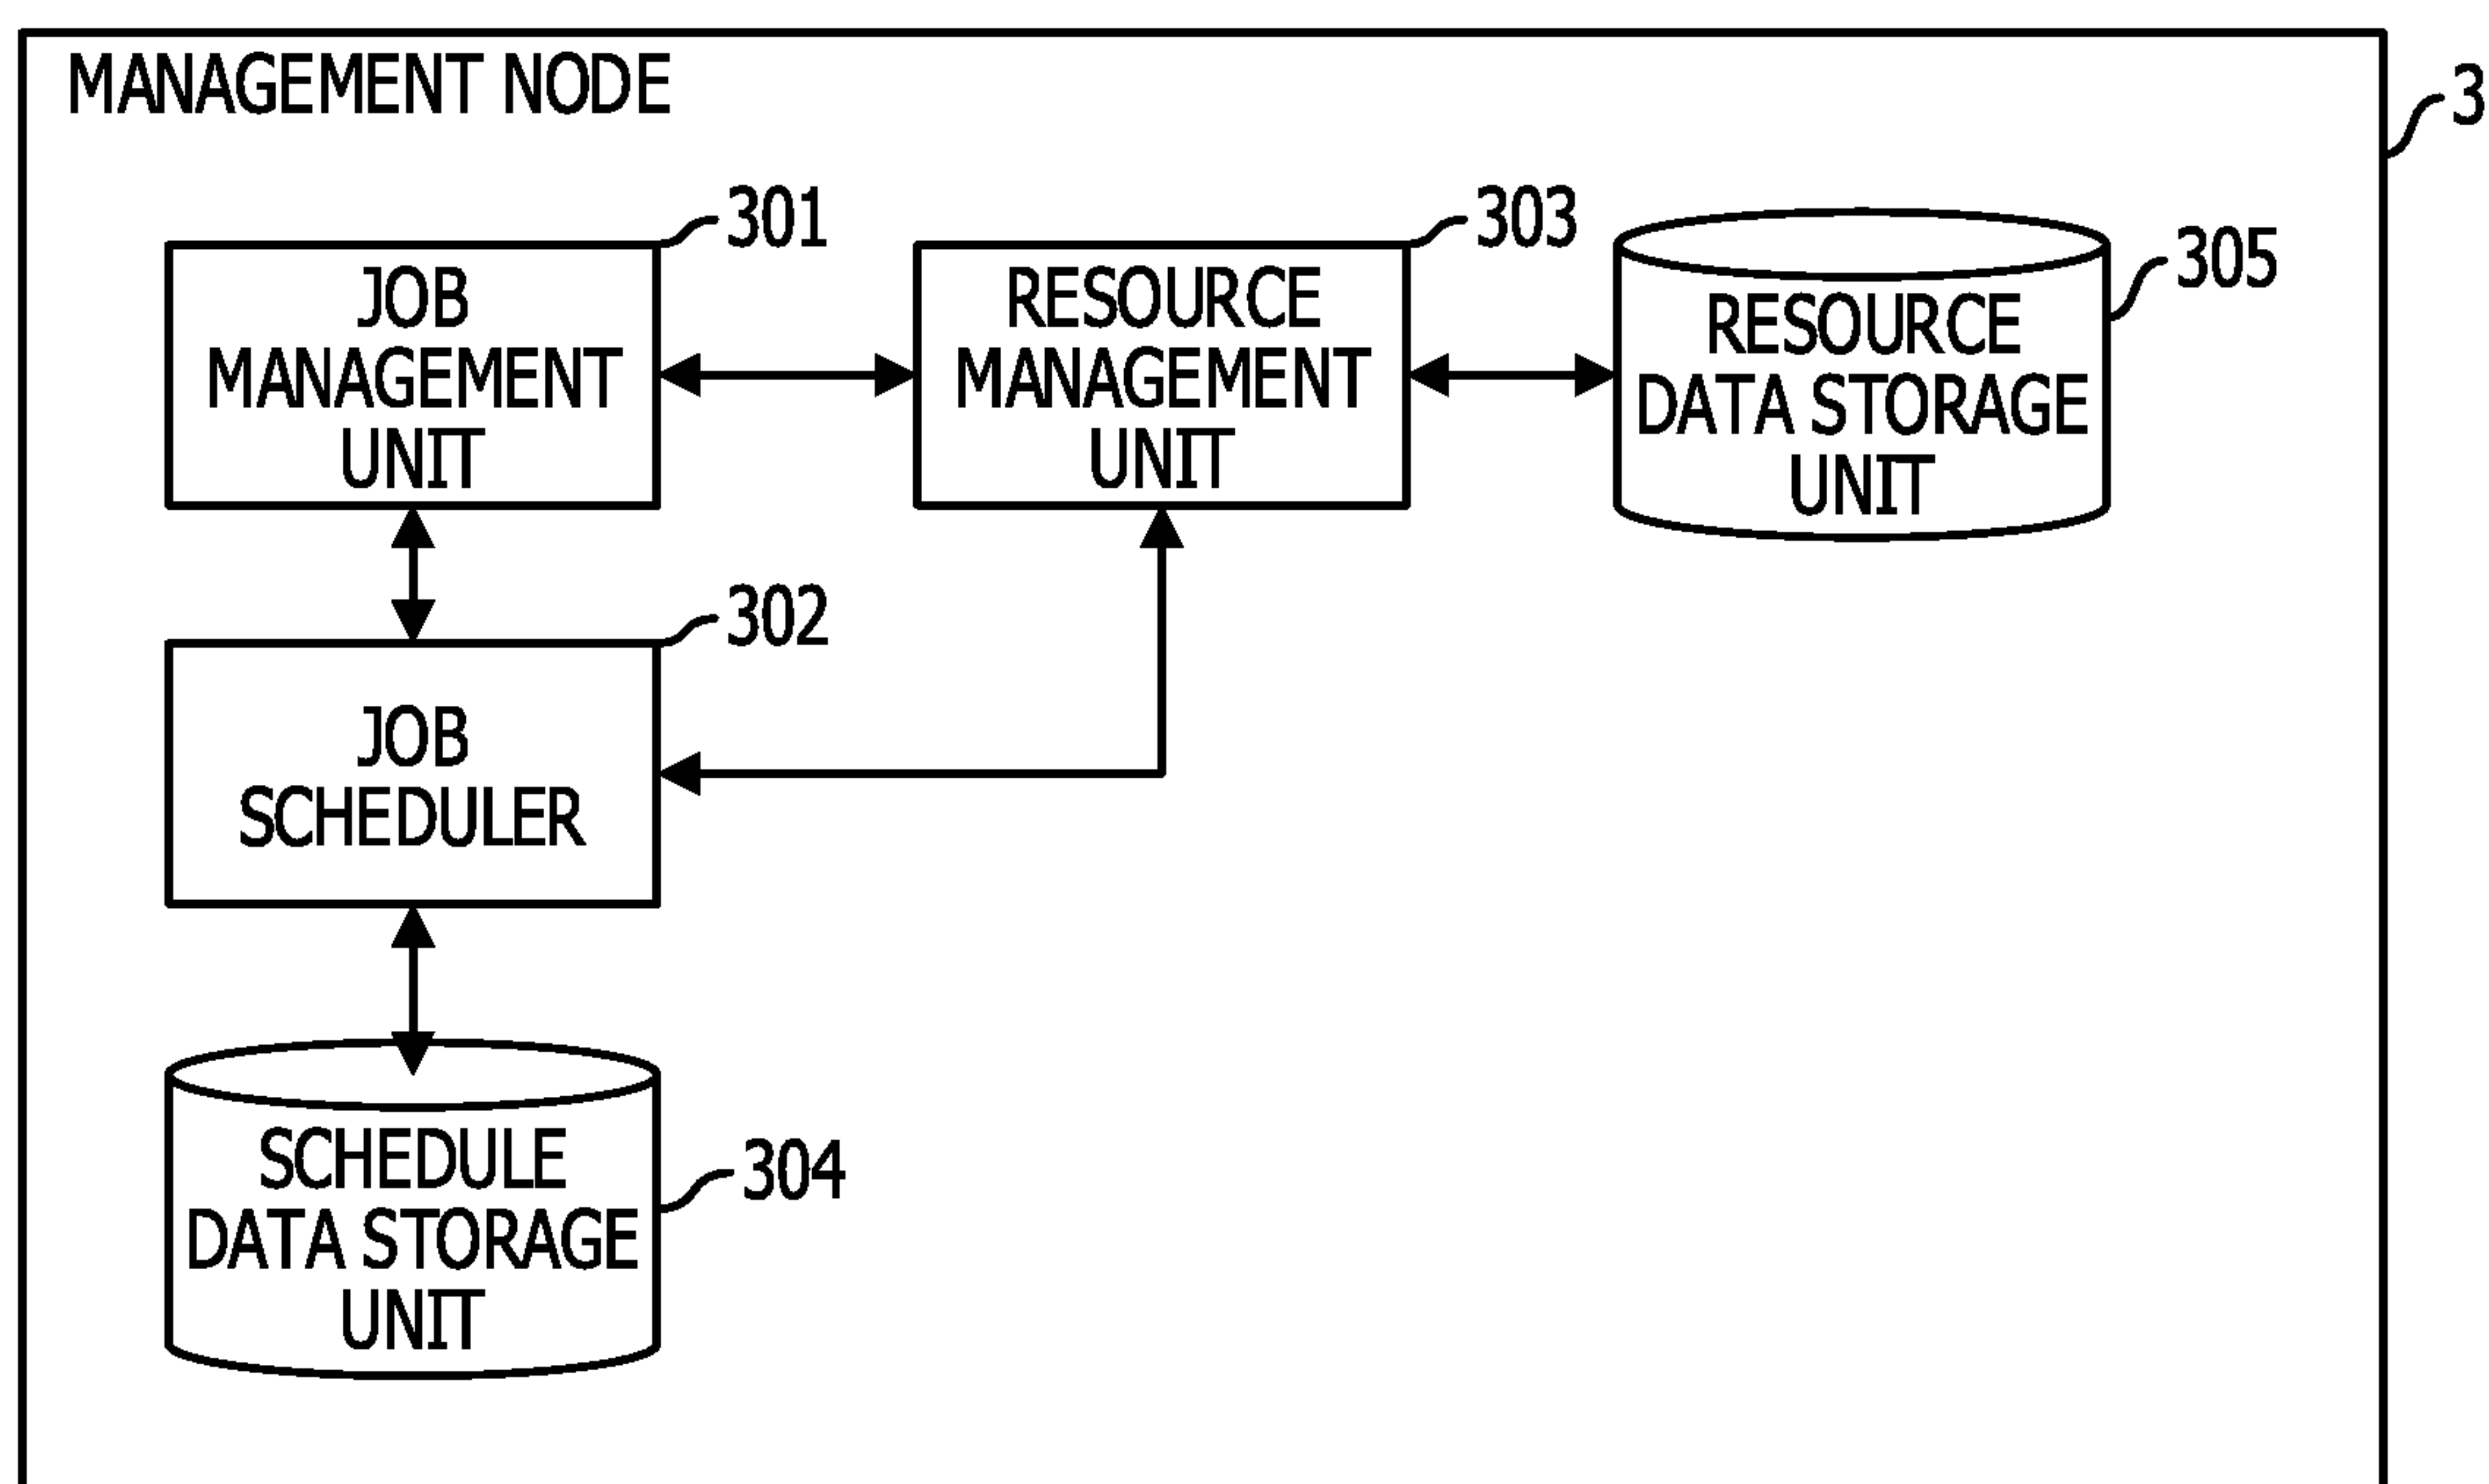 MANAGEMENT NODE
3
301
JOB
MANAGEMENT
UNIT
303
RESOURCE
MANAGEMENT
UNIT
305
RESOURCE
DATA STORAGE
UNIT
302
JOB
SCHEDULER
304
SCHEDULE
DATA STORAGE
UNIT